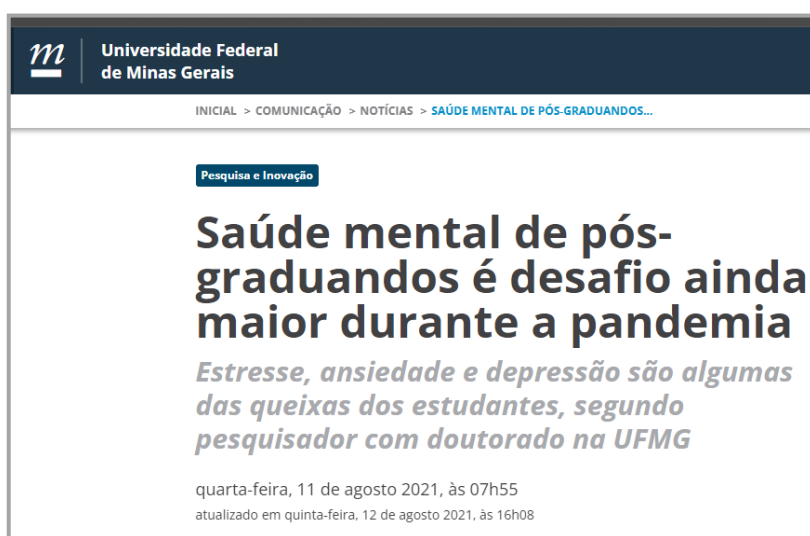 m
Universidade Federal
de Minas Gerais
INICIAL > COMUNICAÇÃO > NOTÍCIAS > SAÚDE MENTAL DE PÓS-GRADUANDOS...
Pesquisa e Inovação
Saúde mental de pós-
graduandos é desafio ainda
maior durante a pandemia
Estresse, ansiedade e depressão são algumas
das queixas dos estudantes, segundo
pesquisador com doutorado na UFMG
quarta-feira, 11 de agosto 2021, às 07h55
atualizado em quinta-feira, 12 de agosto 2021, às 16h08